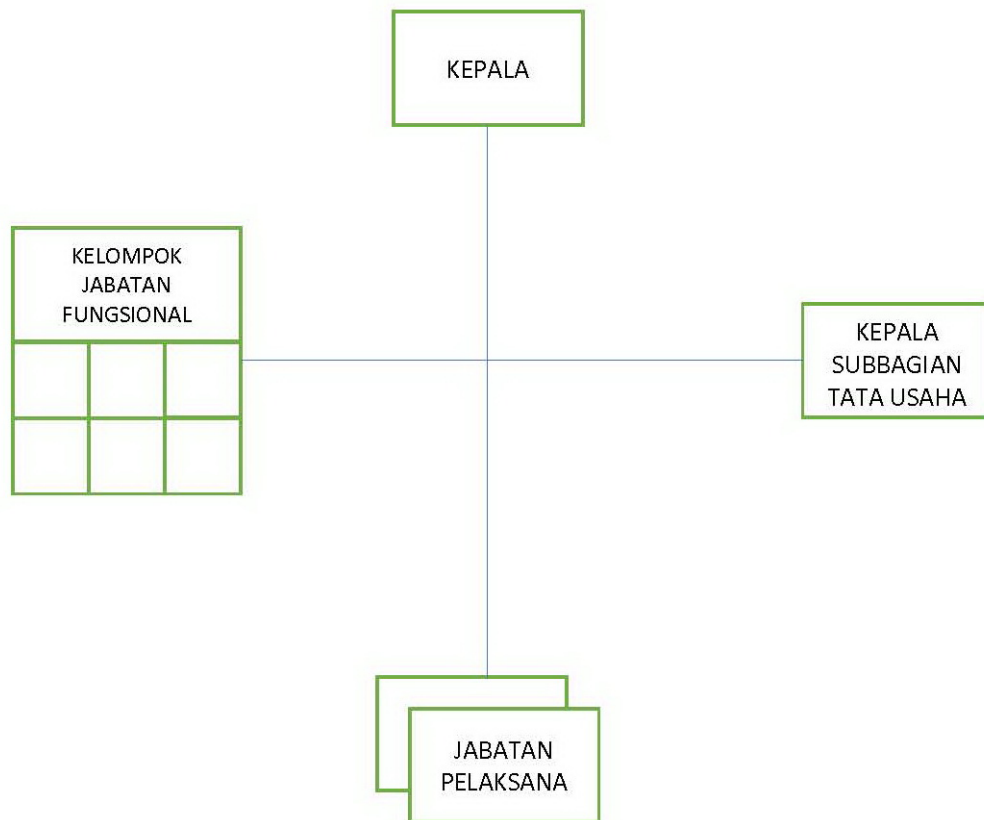 KEPALA
KELOMPOK
JABATAN
FUNGSIONAL
KEPALA
SUBBAGIAN
TATA USAHA
JABATAN
PELAKSANA